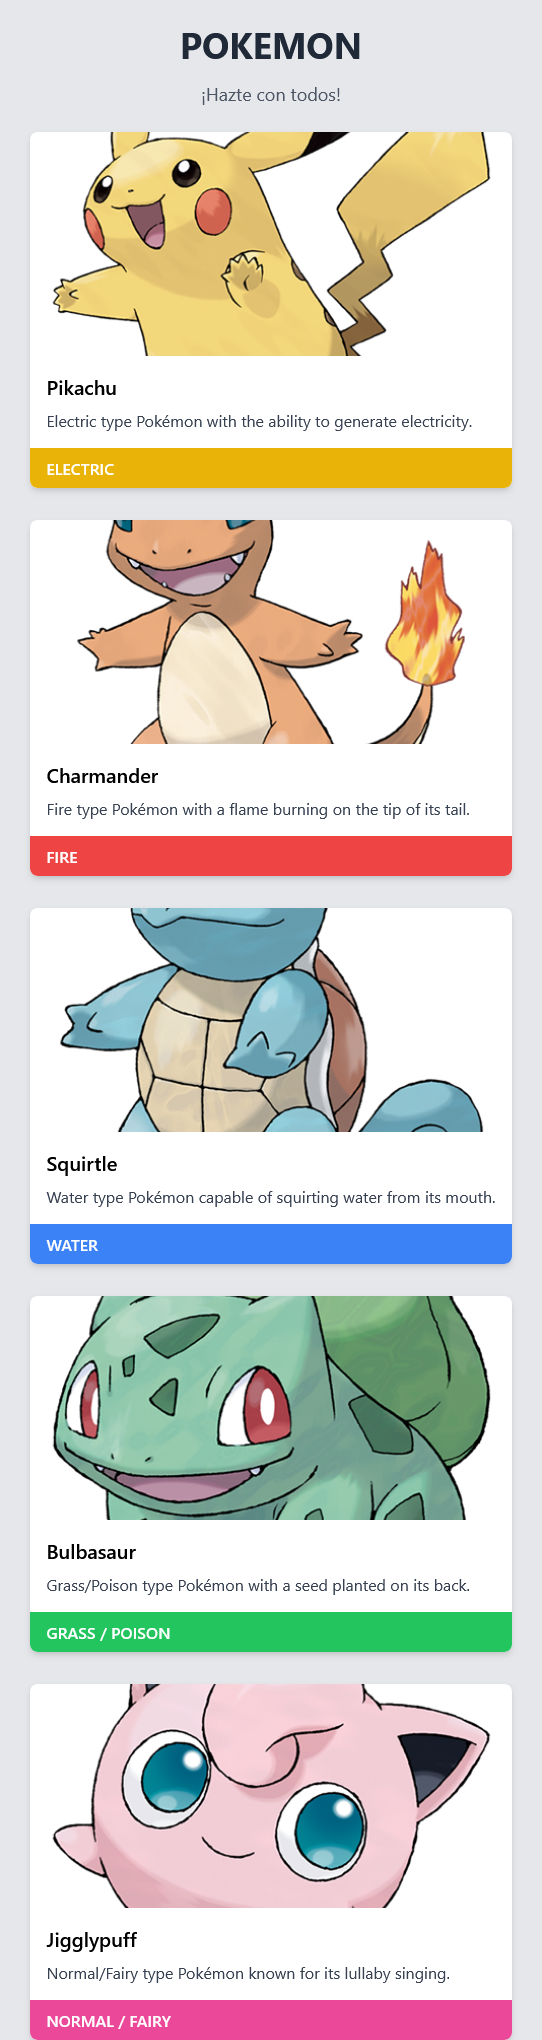 POKEMON
¡Hazte con todos!
Pikachu
Electric type Pokémon with the ability to generate electricity.
ELECTRIC
Charmander
Fire type Pokémon with a flame burning on the tip of its tail.
FIRE
Squirtle
Water type Pokémon capable of squirting water from its mouth.
WATER
Bulbasaur
Grass/Poison type Pokémon with a seed planted on its back.
GRASS / POISON
Jigglypuff
Normal/Fairy type Pokémon known for its lullaby singing.
NORMAL / FAIRY